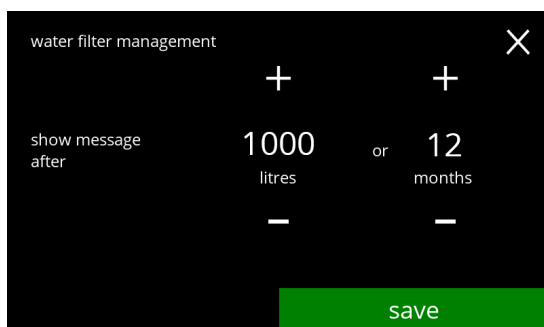 water filter management
+ +
show message
after
1000 or 12
litres months
- -
save